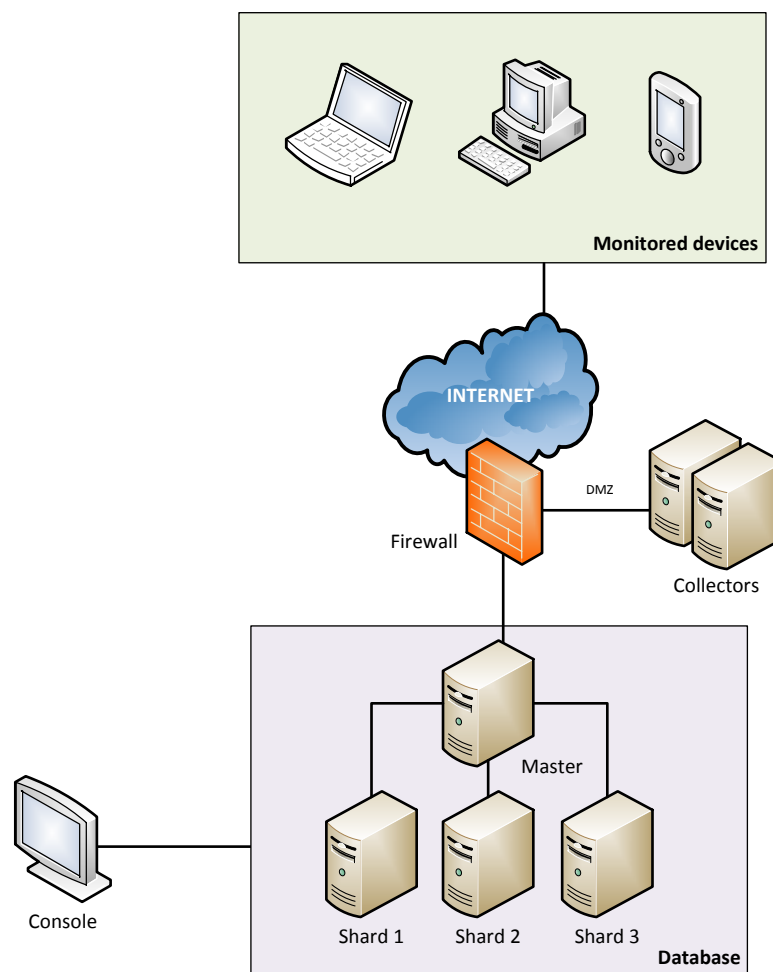 Monitored devices
INTERNET
DMZ
Firewall
Collectors
Master
Console
Shard 1
Shard 2
Shard 3
Database